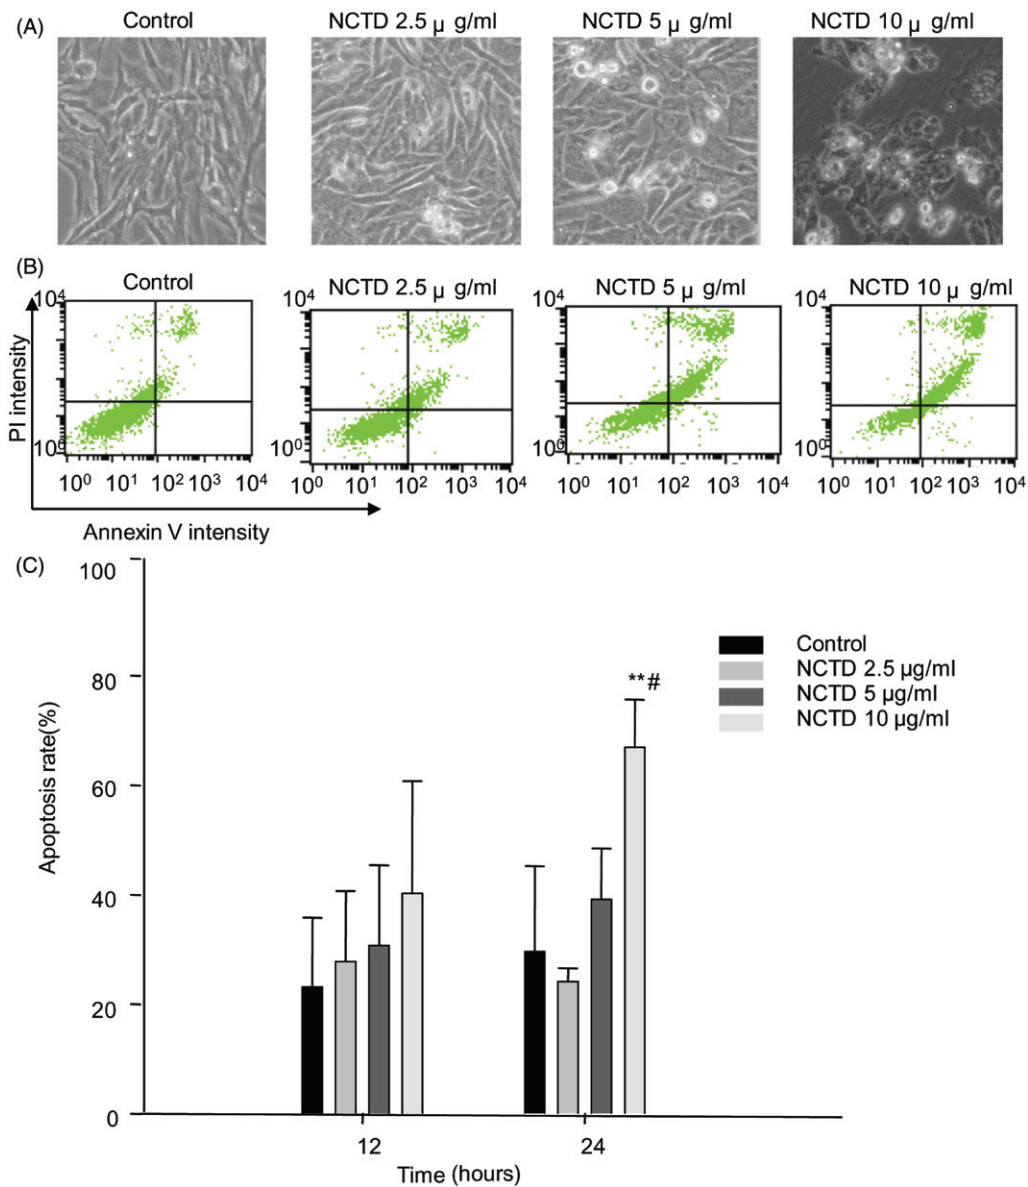 (A)
Control
NCTD 2.5 μ g/ml
NCTD 5 μ g/ml
NCTD 10 μ g/ml
(B)
Control
NCTD 2.5 μ g/ml
NCTD 5 μ g/ml
NCTD 10 μ g/ml
PI intensity
10⁴
10⁰
10⁰ 10¹ 10² 10³ 10⁴
10⁴
10⁰
10⁰ 10¹ 10² 10³ 10⁴
10⁴
10⁰
10⁰ 10¹ 10² 10³ 10⁴
10⁴
10⁰
10⁰ 10¹ 10² 10³ 10⁴
Annexin V intensity
(C)
Apoptosis rate(%)
100
80
60
40
20
0
**#
Control
NCTD 2.5 μg/ml
NCTD 5 μg/ml
NCTD 10 μg/ml
12
24
Time (hours)